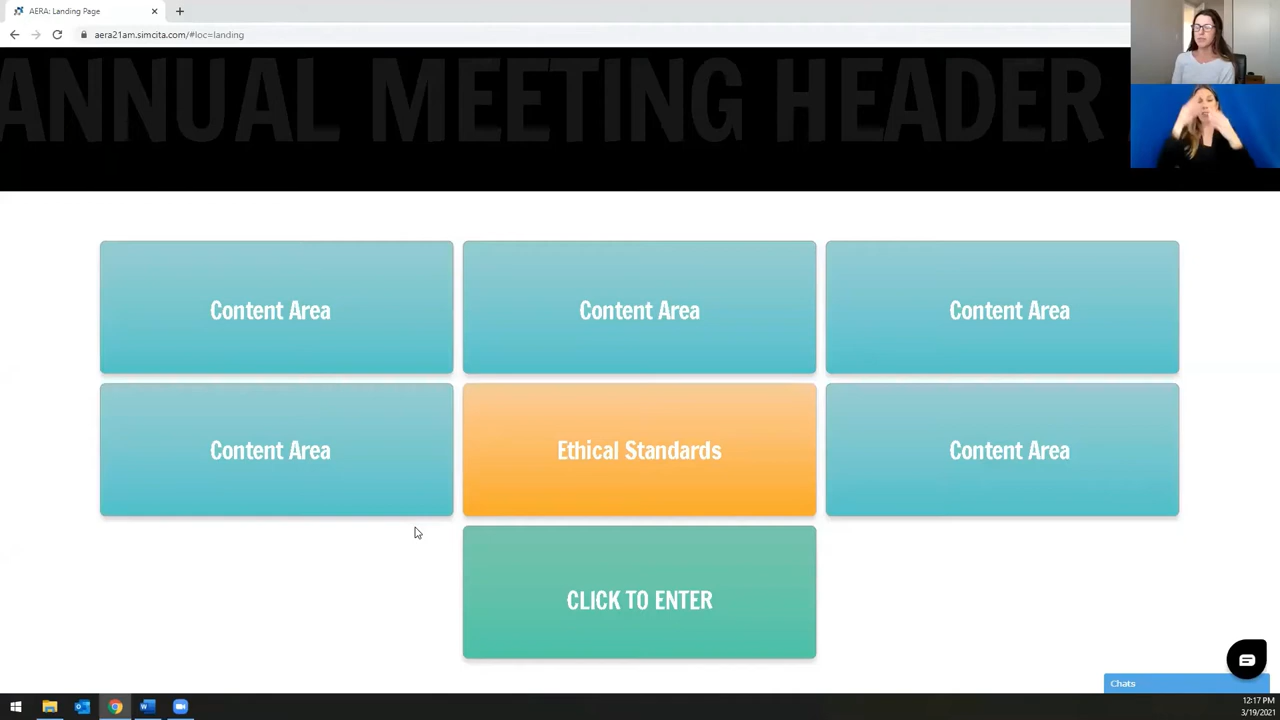 AERA: Landing Page
aera21am.simcita.com/#loc=landing
ANNUAL MEETING HEADER
Content Area
Content Area
Content Area
Content Area
Ethical Standards
Content Area
CLICK TO ENTER
Chats
12:17 PM
3/19/2021